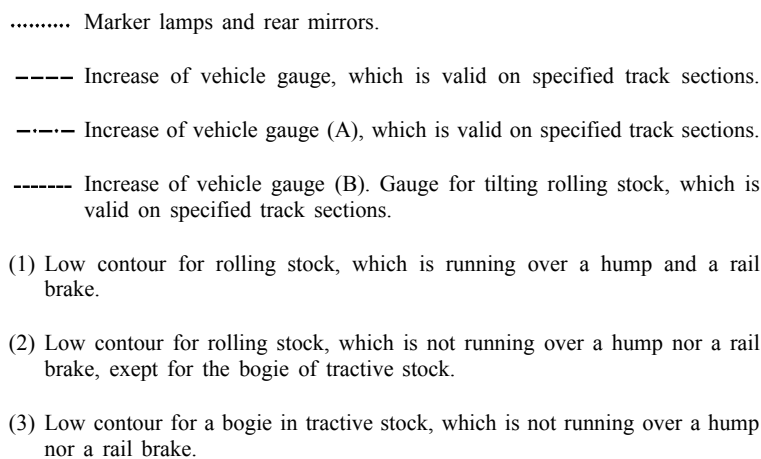 Marker lamps and rear mirrors.
Increase of vehicle gauge, which is valid on specified track sections.
Increase of vehicle gauge (A), which is valid on specified track sections.
Increase of vehicle gauge (B). Gauge for tilting rolling stock, which is
valid on specified track sections.
(1) Low contour for rolling stock, which is running over a hump and a rail
brake.
(2) Low contour for rolling stock, which is not running over a hump nor a rail
brake, exept for the bogie of tractive stock.
(3) Low contour for a bogie in tractive stock, which is not running over a hump
nor a rail brake.